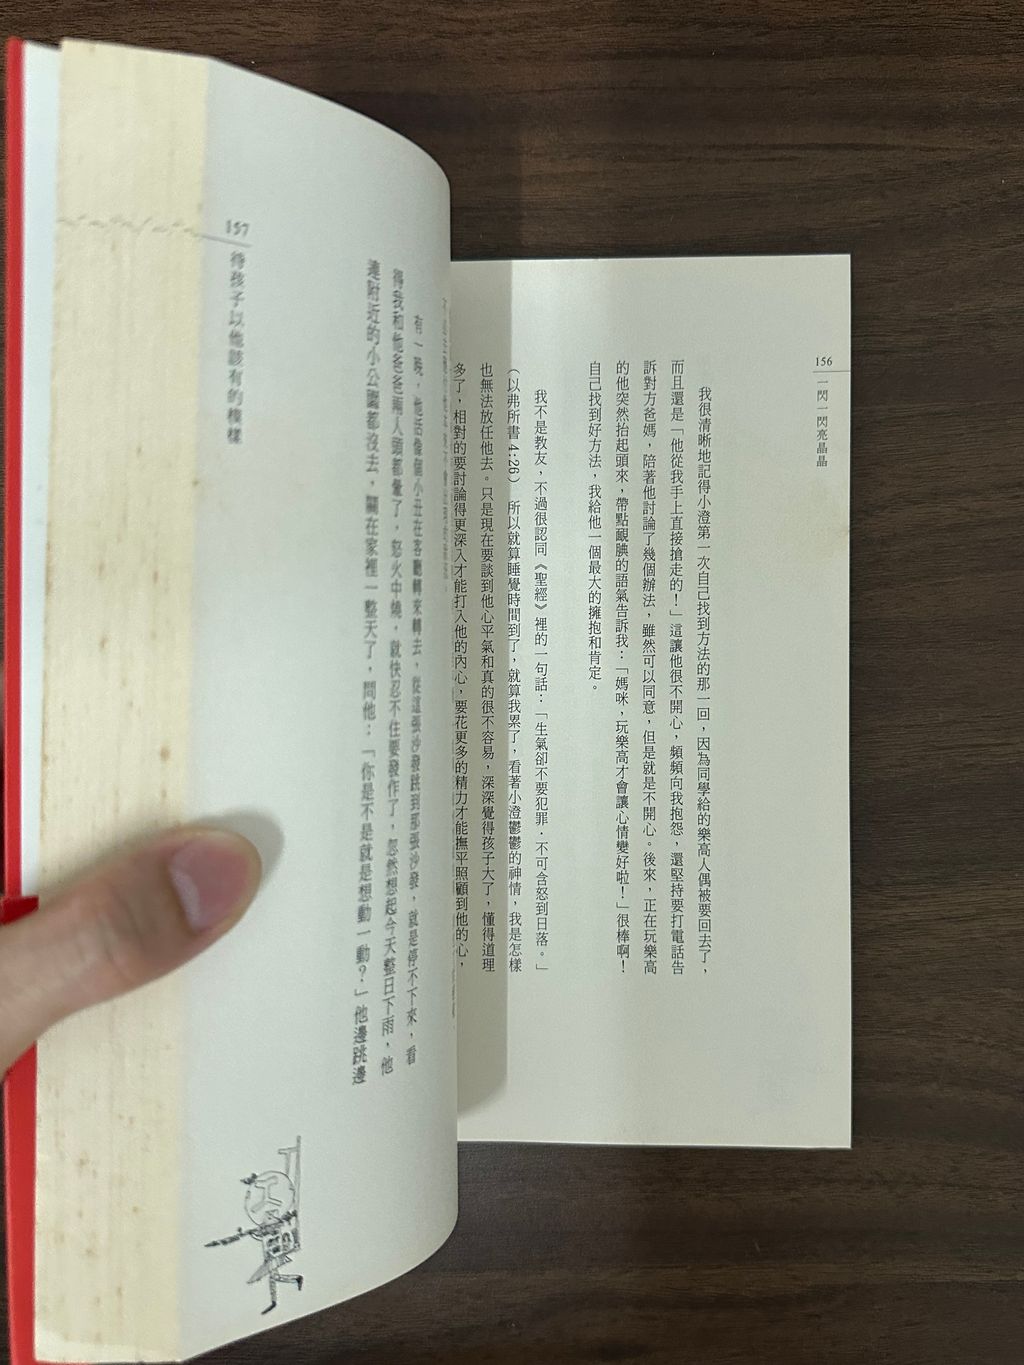 156
一閃一閃亮晶晶
我很清晰地記得小澄第一次自己找到方法的那一回，因為同學給的樂高人偶被要回去了，
而且還是「他從我手上直接搶走的！」這讓他很不開心，頻頻向我抱怨，還堅持要打電話告
訴對方爸媽，陪著他討論了幾個辦法，雖然可以同意，但是就是不開心。後來，正在玩樂高
的他突然抬起頭來，帶點靦腆的語氣告訴我：「媽咪，玩樂高才會讓心情變好啦！」很棒啊！
自己找到好方法，我給他一個最大的擁抱和肯定。
我不是教友，不過很認同《聖經》裡的一句話：「生氣卻不要犯罪．不可含怒到日落。」
（以弗所書 4:26） 所以就算睡覺時間到了，就算我累了，看著小澄鬱鬱的神情，我是怎樣
也無法放任他去。只是現在要談到他心平氣和真的很不容易，深深覺得孩子大了，懂得道理
多了，相對的要討論得更深入才能打入他的內心，要花更多的精力才能撫平照顧到他的心，
有一晚，他活像個小丑在客廳轉來轉去，從這張沙發跳到那張沙發，就是停不下來，看
得我和他爸爸兩人頭都暈了，怒火中燒，就快忍不住要發作了，忽然想起今天整日下雨，他
連附近的小公園都沒去，關在家裡一整天了，問他：「你是不是就是想動一動？」他邊跳邊
157
待孩子以他該有的模樣